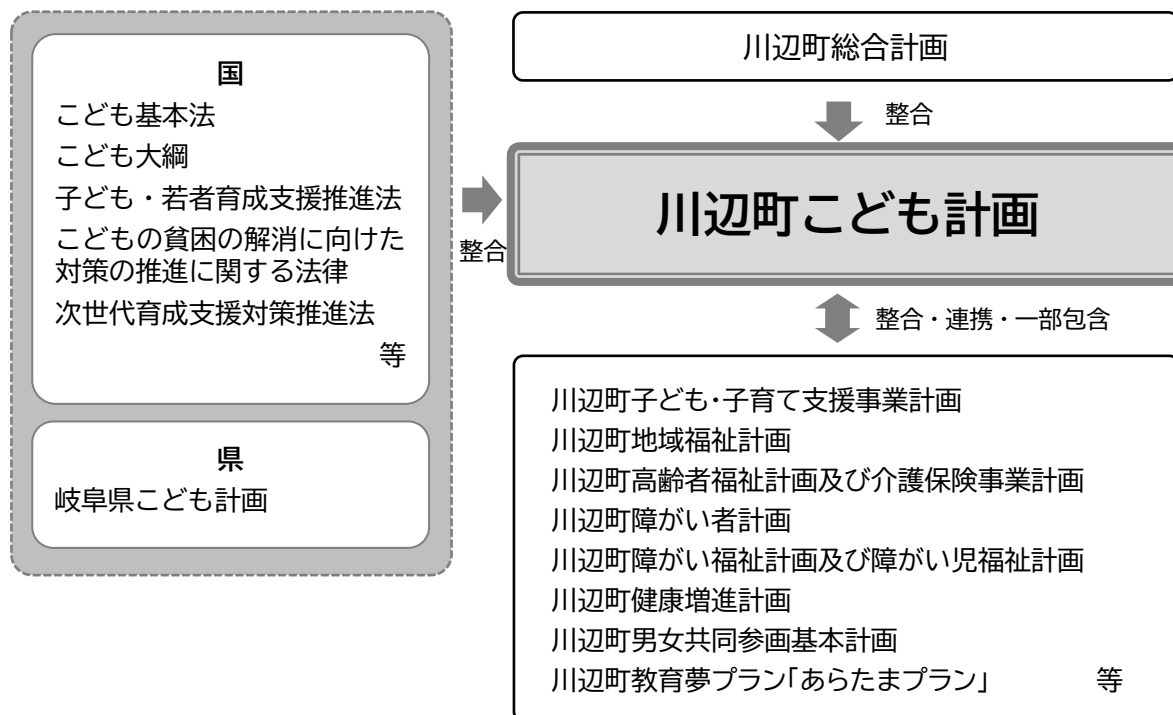 国
こども基本法
こども大綱
子ども・若者育成支援推進法
こどもの貧困の解消に向けた
対策の推進に関する法律
次世代育成支援対策推進法
等
県
岐阜県こども計画
整合
川辺町総合計画
整合
川辺町こども計画
整合・連携・一部包含
川辺町子ども・子育て支援事業計画
川辺町地域福祉計画
川辺町高齢者福祉計画及び介護保険事業計画
川辺町障がい者計画
川辺町障がい福祉計画及び障がい児福祉計画
川辺町健康増進計画
川辺町男女共同参画基本計画
川辺町教育夢プラン「あらたまプラン」 等